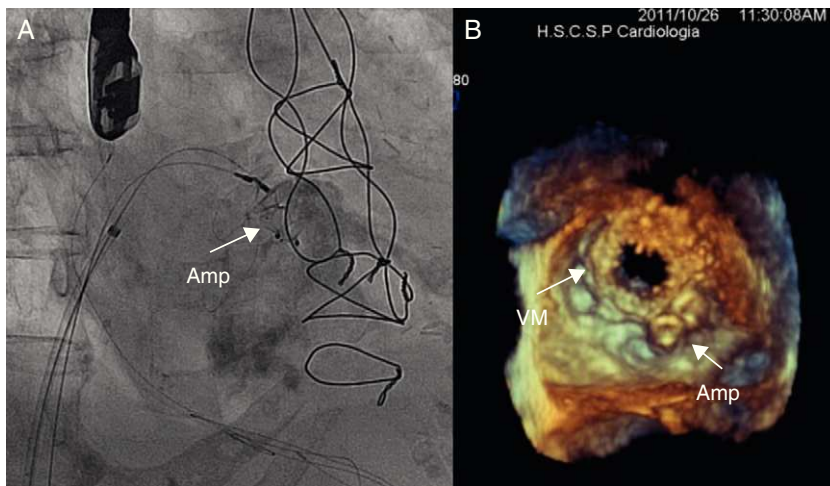 A
Amp
B
2011/10/26 11:30:08AM
H.S.C.S.P Cardiologia
80
VM
Amp